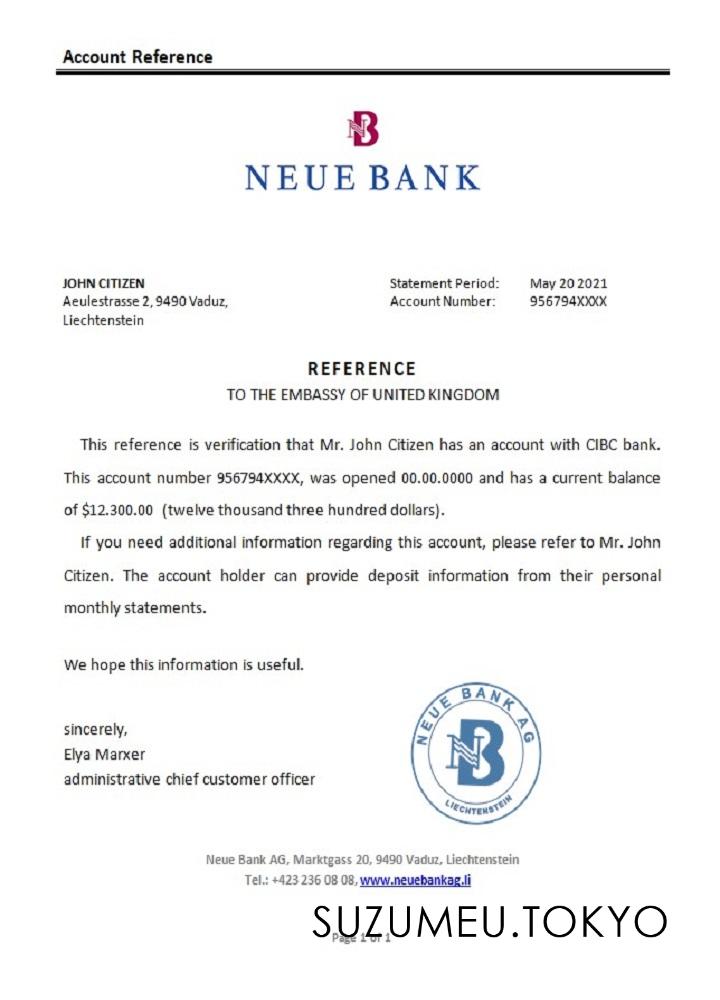 Account Reference
NB
NEUE BANK
JOHN CITIZEN
Aeulestrasse 2, 9490 Vaduz,
Liechtenstein
Statement Period: May 20 2021
Account Number: 956794XXXX
REFERENCE
TO THE EMBASSY OF UNITED KINGDOM
This reference is verification that Mr. John Citizen has an account with CIBC bank.
This account number 956794XXXX, was opened 00.00.0000 and has a current balance
of $12.300.00 (twelve thousand three hundred dollars).
If you need additional information regarding this account, please refer to Mr. John
Citizen. The account holder can provide deposit information from their personal
monthly statements.
We hope this information is useful.
sincerely,
Elya Marxer
administrative chief customer officer
NEUE BANK AG
NB
LIECHTENSTEIN
Neue Bank AG, Marktgass 20, 9490 Vaduz, Liechtenstein
Tel.: +423 236 08 08, www.neuebankag.li
SUZUMEU.TOKYO
Page 1 of 1